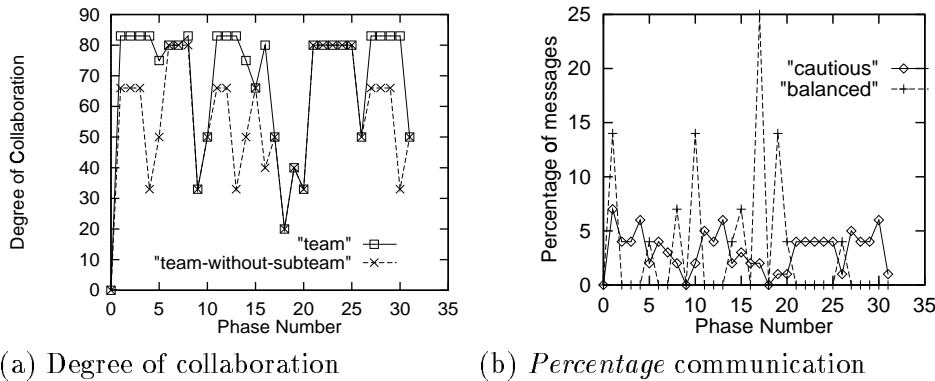 90
80
70
60
50
40
30
20
10
0
Degree of Collaboration
"team"
"team-without-subteam"
0 5 10 15 20 25 30 35
Phase Number
(a) Degree of collaboration
25
20
15
10
5
0
Percentage of messages
"cautious"
"balanced"
0 5 10 15 20 25 30 35
Phase Number
(b) Percentage communication